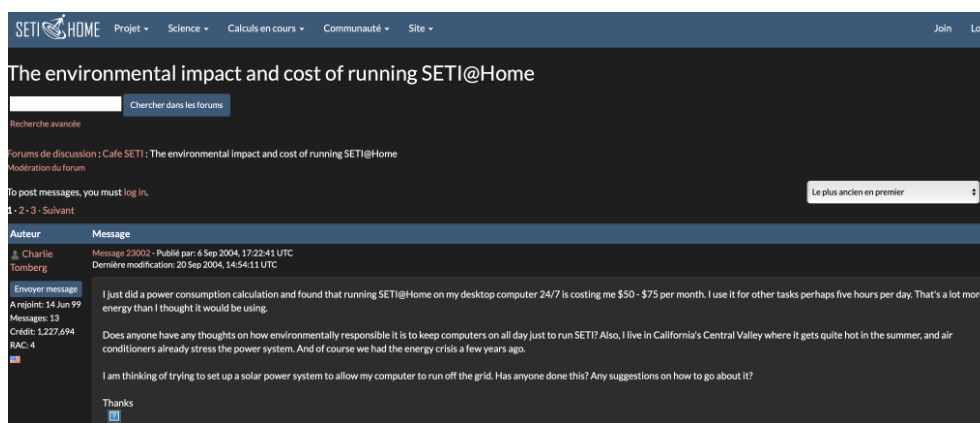 SETI@HOME Projet Science Calculs en cours Communauté Site Join Lo
The environmental impact and cost of running SETI@Home
Chercher dans les forums
Recherche avancée
Forums de discussion : Cafe SETI : The environmental impact and cost of running SETI@Home
Modération du forum
To post messages, you must log in.
Le plus ancien en premier
1 · 2 · 3 · Suivant
Auteur Message
Charlie Tomberg
Envoyer message
A rejoint: 14 Jun 99
Messages: 13
Crédit: 1,227,694
RAC: 4
Message 23002 - Publié par: 6 Sep 2004, 17:22:41 UTC
Dernière modification: 20 Sep 2004, 14:54:11 UTC
I just did a power consumption calculation and found that running SETI@Home on my desktop computer 24/7 is costing me $50 - $75 per month. I use it for other tasks perhaps five hours per day. That's a lot more
energy than I thought it would be using.
Does anyone have any thoughts on how environmentally responsible it is to keep computers on all day just to run SETI? Also, I live in California's Central Valley where it gets quite hot in the summer, and air
conditioners already stress the power system. And of course we had the energy crisis a few years ago.
I am thinking of trying to set up a solar power system to allow my computer to run off the grid. Has anyone done this? Any suggestions on how to go about it?
Thanks